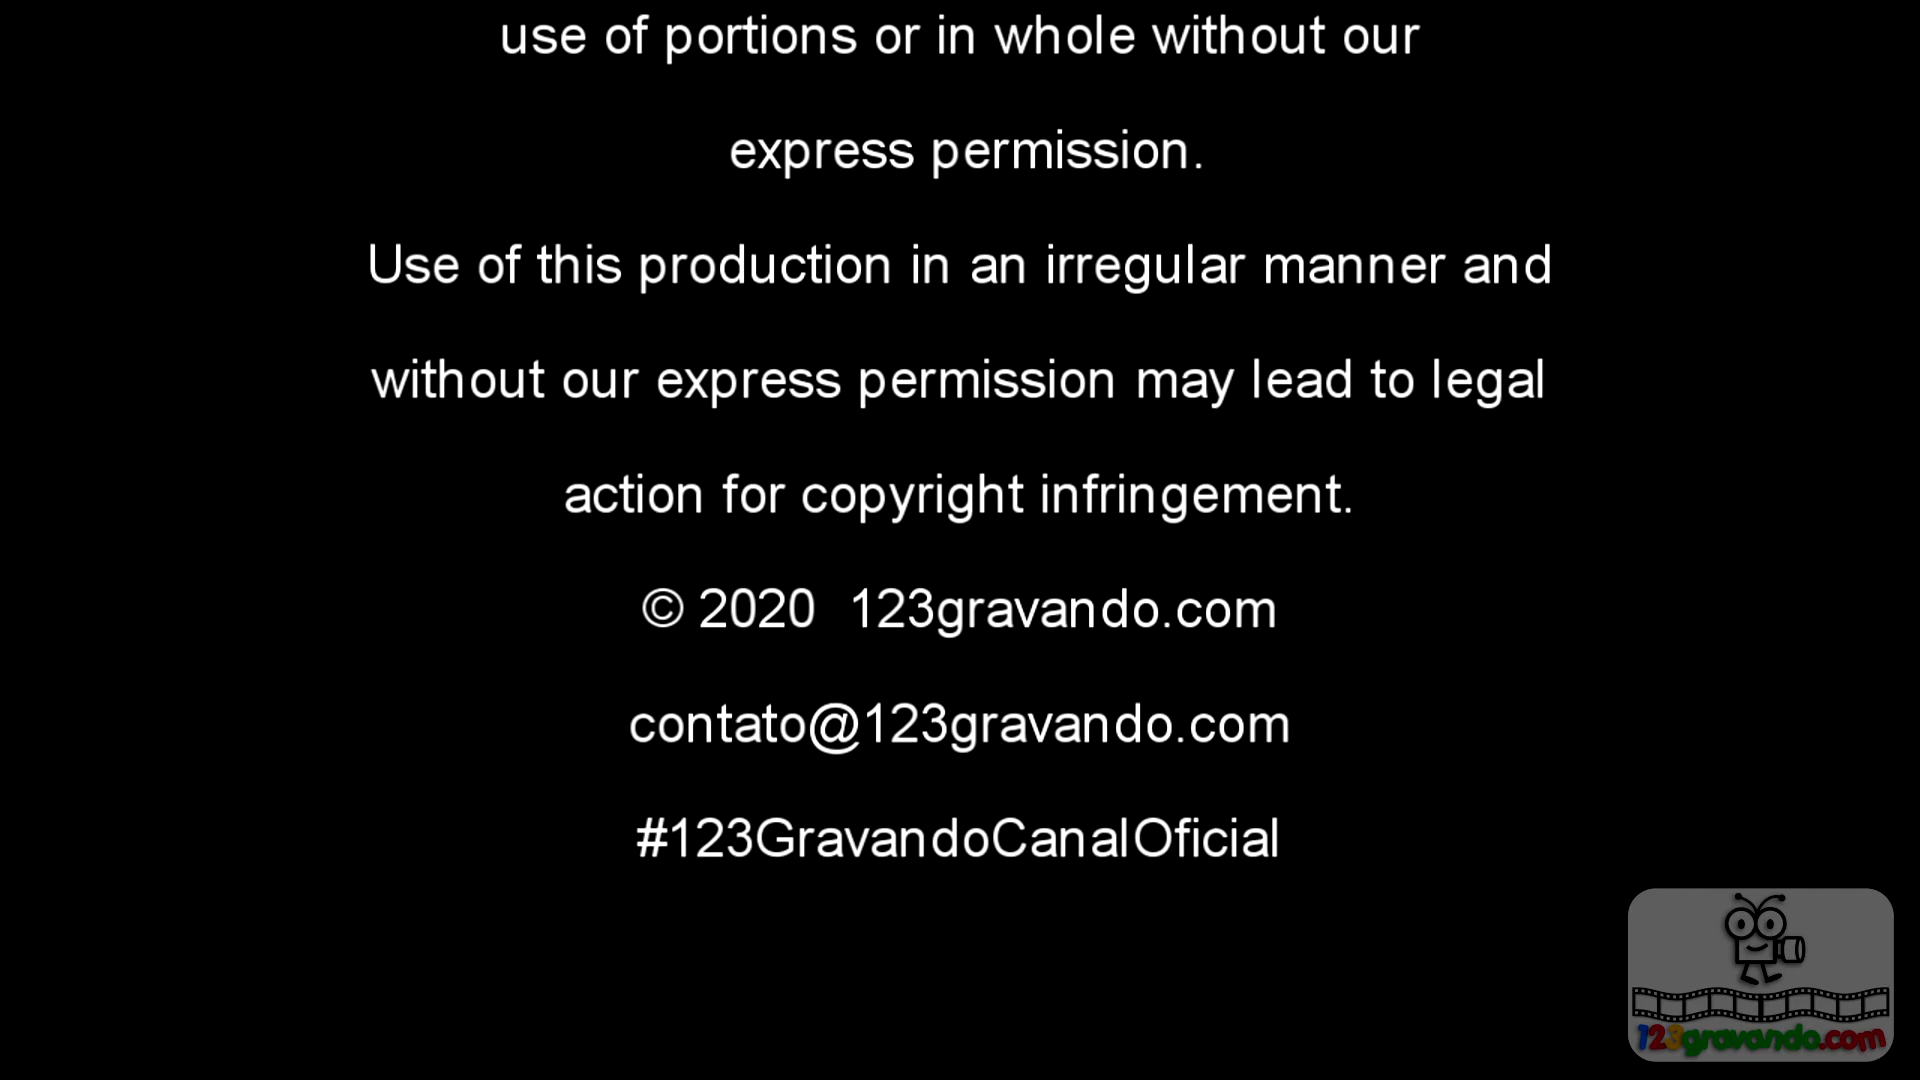 use of portions or in whole without our
express permission.
Use of this production in an irregular manner and
without our express permission may lead to legal
action for copyright infringement.
© 2020  123gravando.com
contato@123gravando.com
#123GravandoCanalOficial
123gravando.com